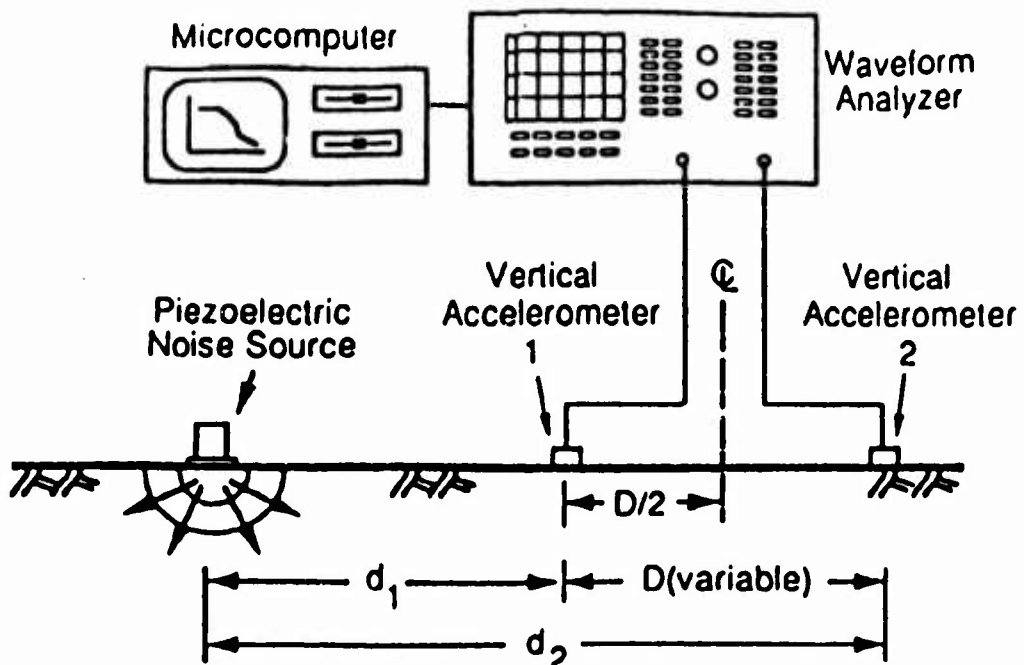 Microcomputer
Waveform
Analyzer
Vertical
Accelerometer
1
℄
Vertical
Accelerometer
2
Piezoelectric
Noise Source
D/2
d₁
D(variable)
d₂